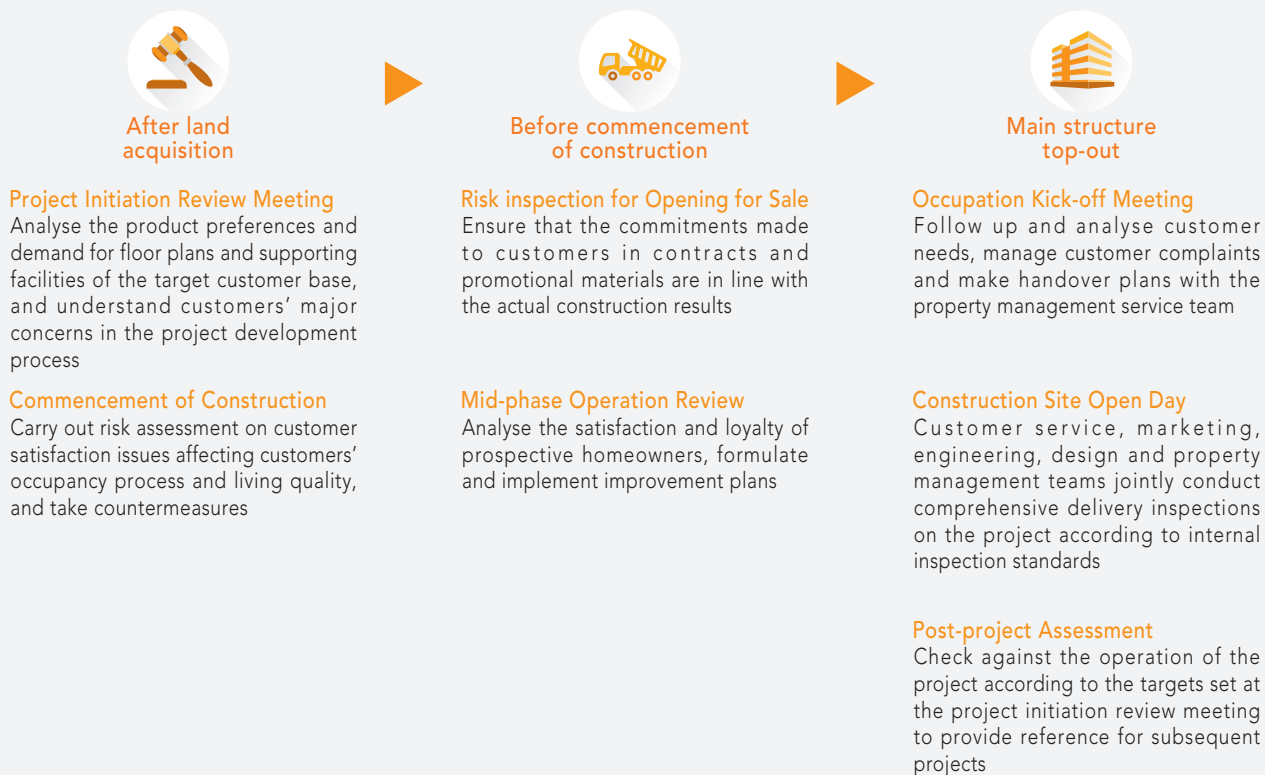 After land
acquisition
Project Initiation Review Meeting
Analyse the product preferences and
demand for floor plans and supporting
facilities of the target customer base,
and understand customers’ major
concerns in the project development
process
Commencement of Construction
Carry out risk assessment on customer
satisfaction issues affecting customers’
occupancy process and living quality,
and take countermeasures
Before commencement
of construction
Risk inspection for Opening for Sale
Ensure that the commitments made
to customers in contracts and
promotional materials are in line with
the actual construction results
Mid-phase Operation Review
Analyse the satisfaction and loyalty of
prospective homeowners, formulate
and implement improvement plans
Main structure
top-out
Occupation Kick-off Meeting
Follow up and analyse customer
needs, manage customer complaints
and make handover plans with the
property management service team
Construction Site Open Day
Customer service, marketing,
engineering, design and property
management teams jointly conduct
comprehensive delivery inspections
on the project according to internal
inspection standards
Post-project Assessment
Check against the operation of the
project according to the targets set at
the project initiation review meeting
to provide reference for subsequent
projects